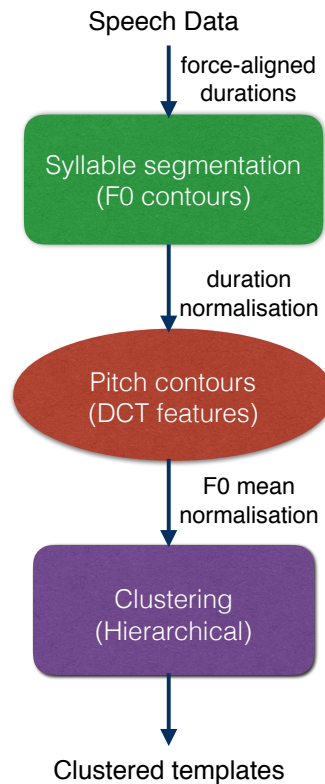 Speech Data
force-aligned
durations
Syllable segmentation
(F0 contours)
duration
normalisation
Pitch contours
(DCT features)
F0 mean
normalisation
Clustering
(Hierarchical)
Clustered templates